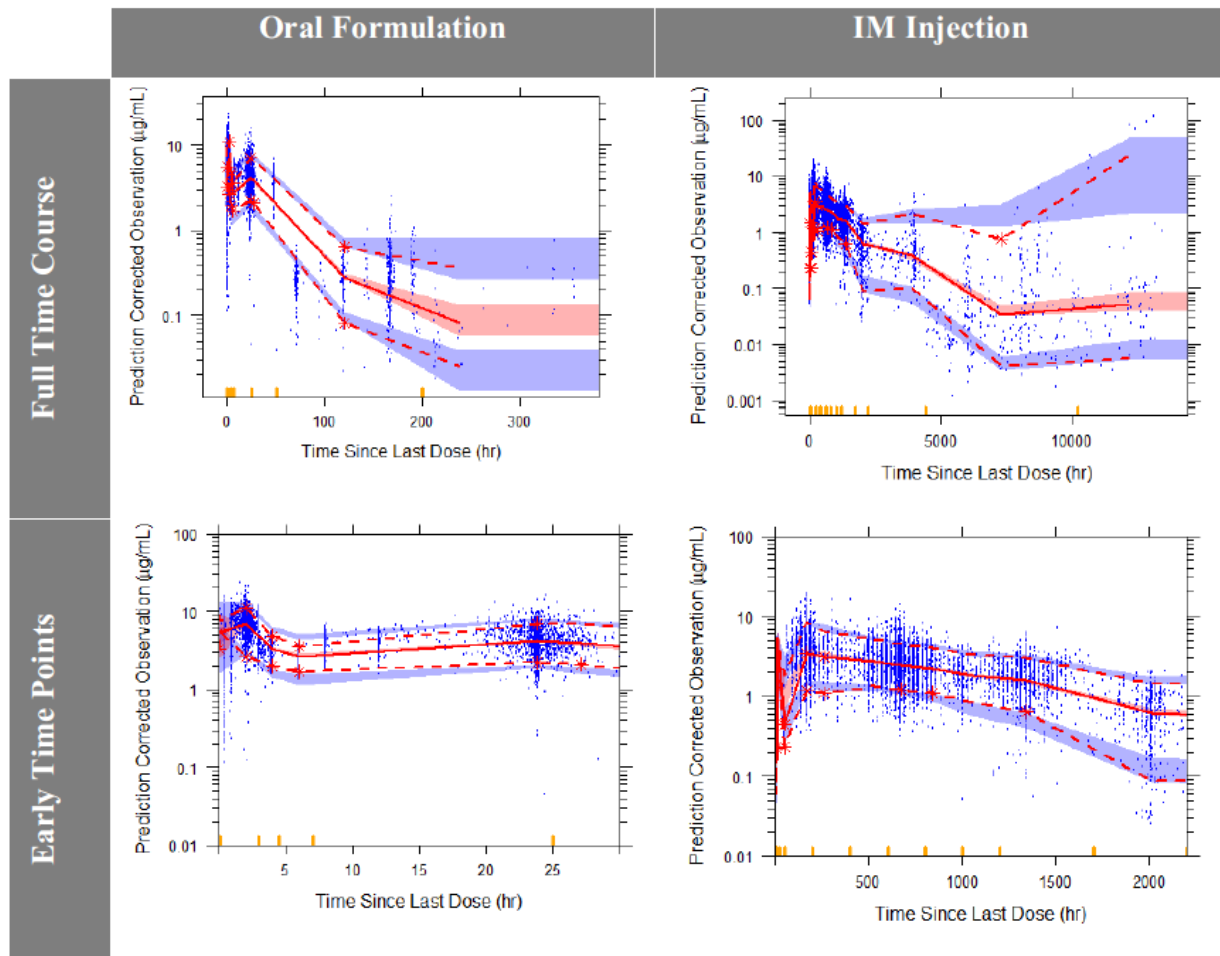 Oral Formulation
IM Injection
Full Time Course
Prediction Corrected Observation (µg/mL)
10
1
0.1
0
100
200
300
Time Since Last Dose (hr)
Prediction Corrected Observation (µg/mL)
100
10
1
0.1
0.01
0.001
0
5000
10000
Time Since Last Dose (hr)
Early Time Points
Prediction Corrected Observation (µg/mL)
100
10
1
0.1
0.01
5
10
15
20
25
Time Since Last Dose (hr)
Prediction Corrected Observation (µg/mL)
100
10
1
0.1
0.01
500
1000
1500
2000
Time Since Last Dose (hr)